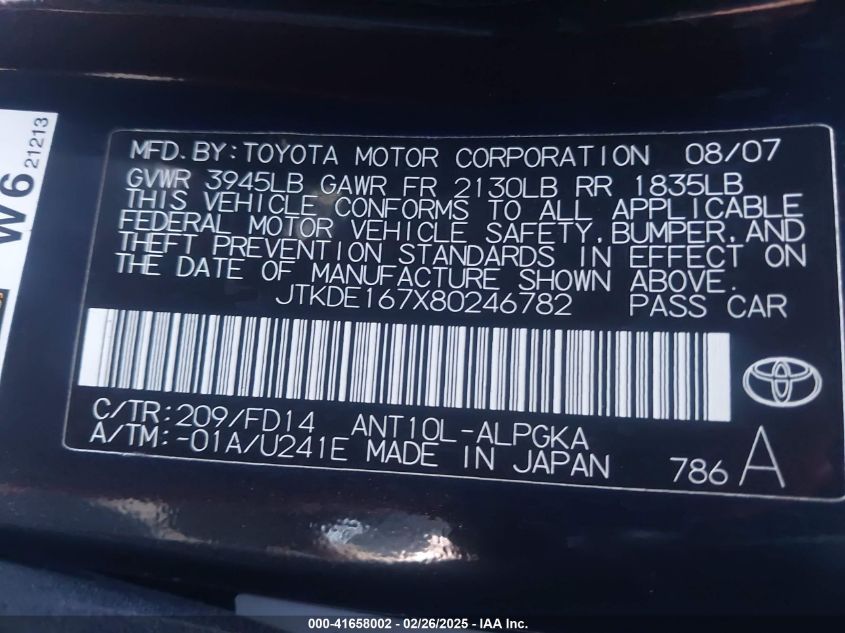 W6
21213
MFD. BY: TOYOTA MOTOR CORPORATION 08/07
GVWR 3945LB GAWR FR 2130LB RR 1835LB
THIS VEHICLE CONFORMS TO ALL APPLICABLE
FEDERAL MOTOR VEHICLE SAFETY, BUMPER, AND
THEFT PREVENTION STANDARDS IN EFFECT ON
THE DATE OF MANUFACTURE SHOWN ABOVE.
JTKDE167X80246782 PASS CAR
C/TR: 209/FD14 ANT10L-ALPGKA
A/TM: -01A/U241E MADE IN JAPAN 786 A
000-41658002 - 02/26/2025 - IAA Inc.